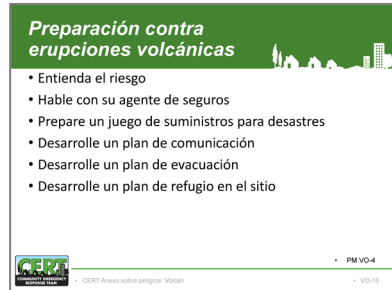 Preparación contra
erupciones volcánicas
• Entienda el riesgo
• Hable con su agente de seguros
• Prepare un juego de suministros para desastres
• Desarrolle un plan de comunicación
• Desarrolle un plan de evacuación
• Desarrolle un plan de refugio en el sitio
• PM VO-4
CERT
COMMUNITY EMERGENCY
RESPONSE TEAM
• CERT Anexo sobre peligros Volcán
• VO-16